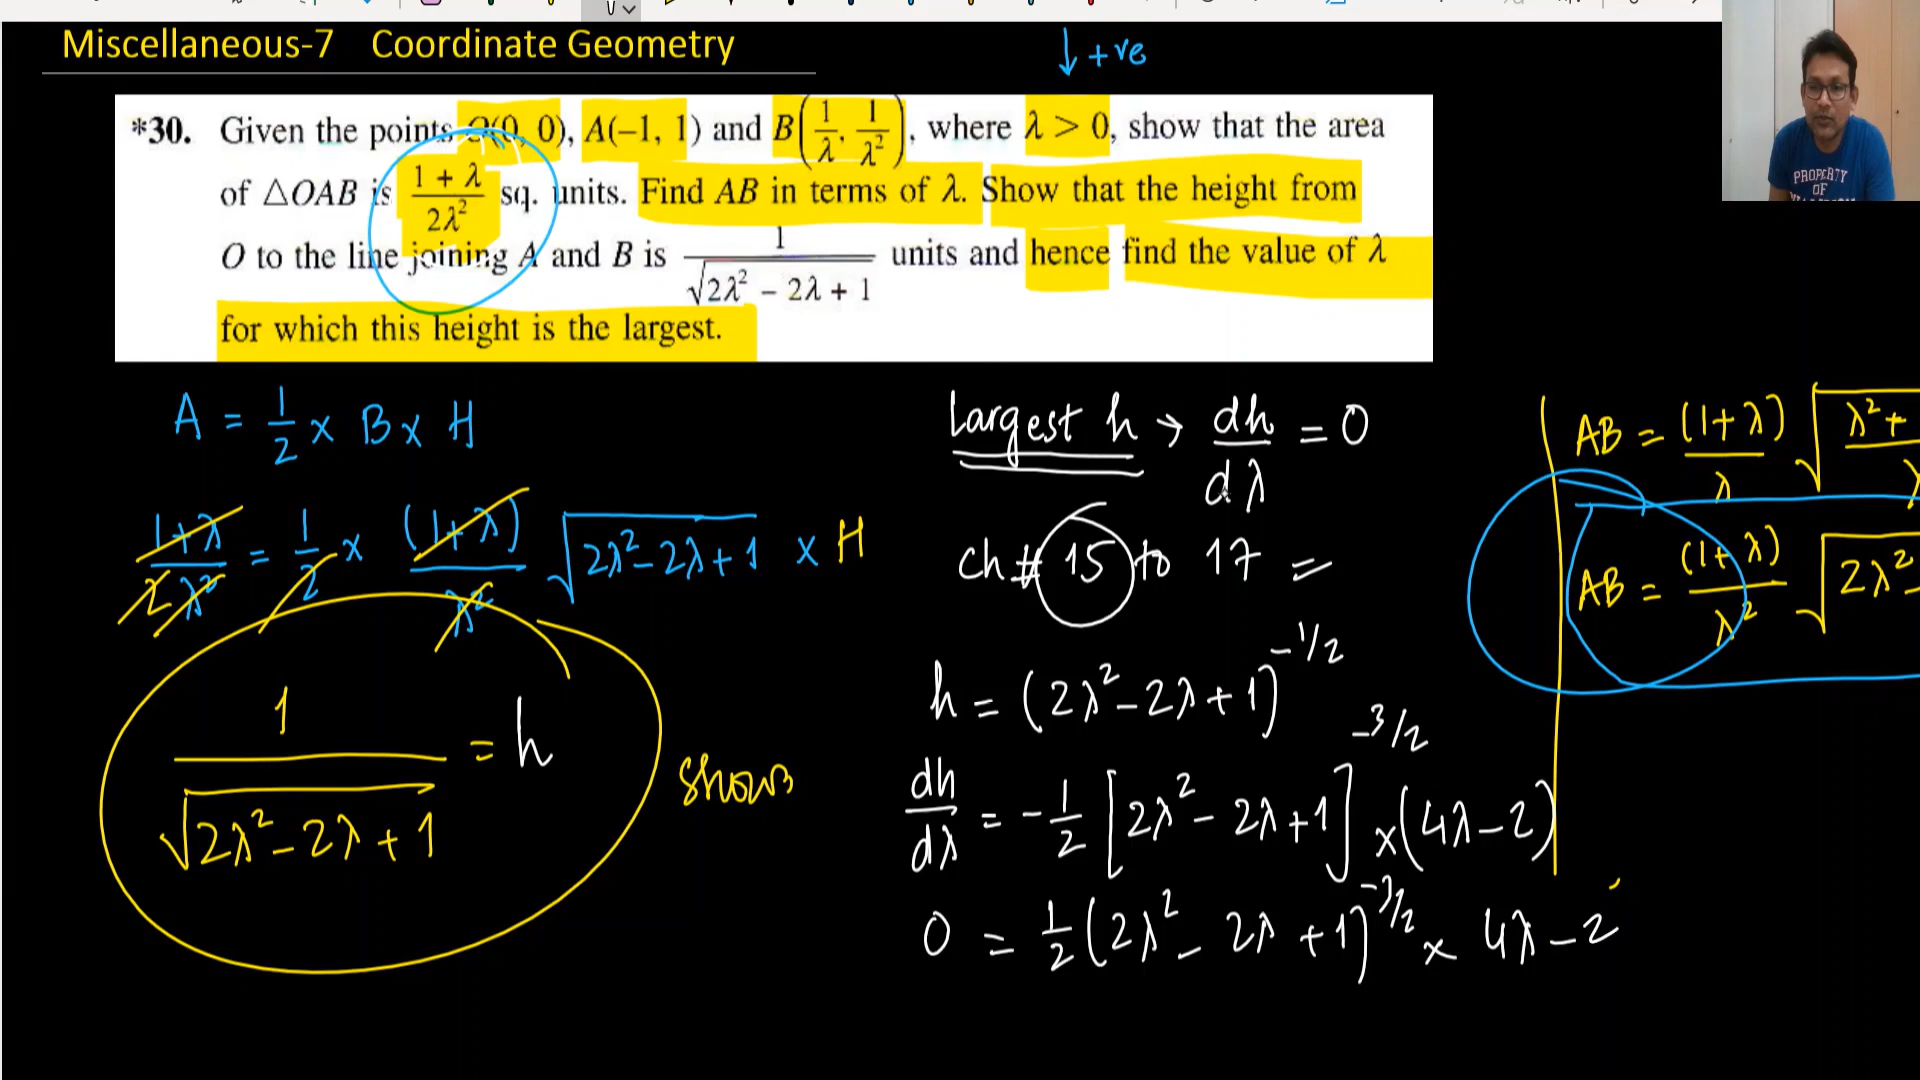 Miscellaneous-7 Coordinate Geometry
↓ +ve
*30. Given the points O(0, 0), A(–1, 1) and B(1/λ, 1/λ²), where λ > 0, show that the area
of △OAB is (1 + λ)/(2λ²) sq. units. Find AB in terms of λ. Show that the height from
O to the line joining A and B is 1/√(2λ² – 2λ + 1) units and hence find the value of λ
for which this height is the largest.
A = 1/2 × B × H
(1+λ)/(2λ²) = 1/2 × (1+λ)/λ² √(2λ²-2λ+1) × H
1/√(2λ²-2λ+1) = h
shows
Largest h → dh/dλ = 0
ch# 15 to 17 =
h = (2λ²-2λ+1)^(-1/2)
dh/dλ = -1/2 [2λ²-2λ+1]^(-3/2) × (4λ-2)
0 = 1/2 (2λ²-2λ+1)^(-3/2) × 4λ-2
AB = (1+λ)/λ √(λ²+
AB = (1+λ)/λ² √(2λ²-
PROPERTY
OF